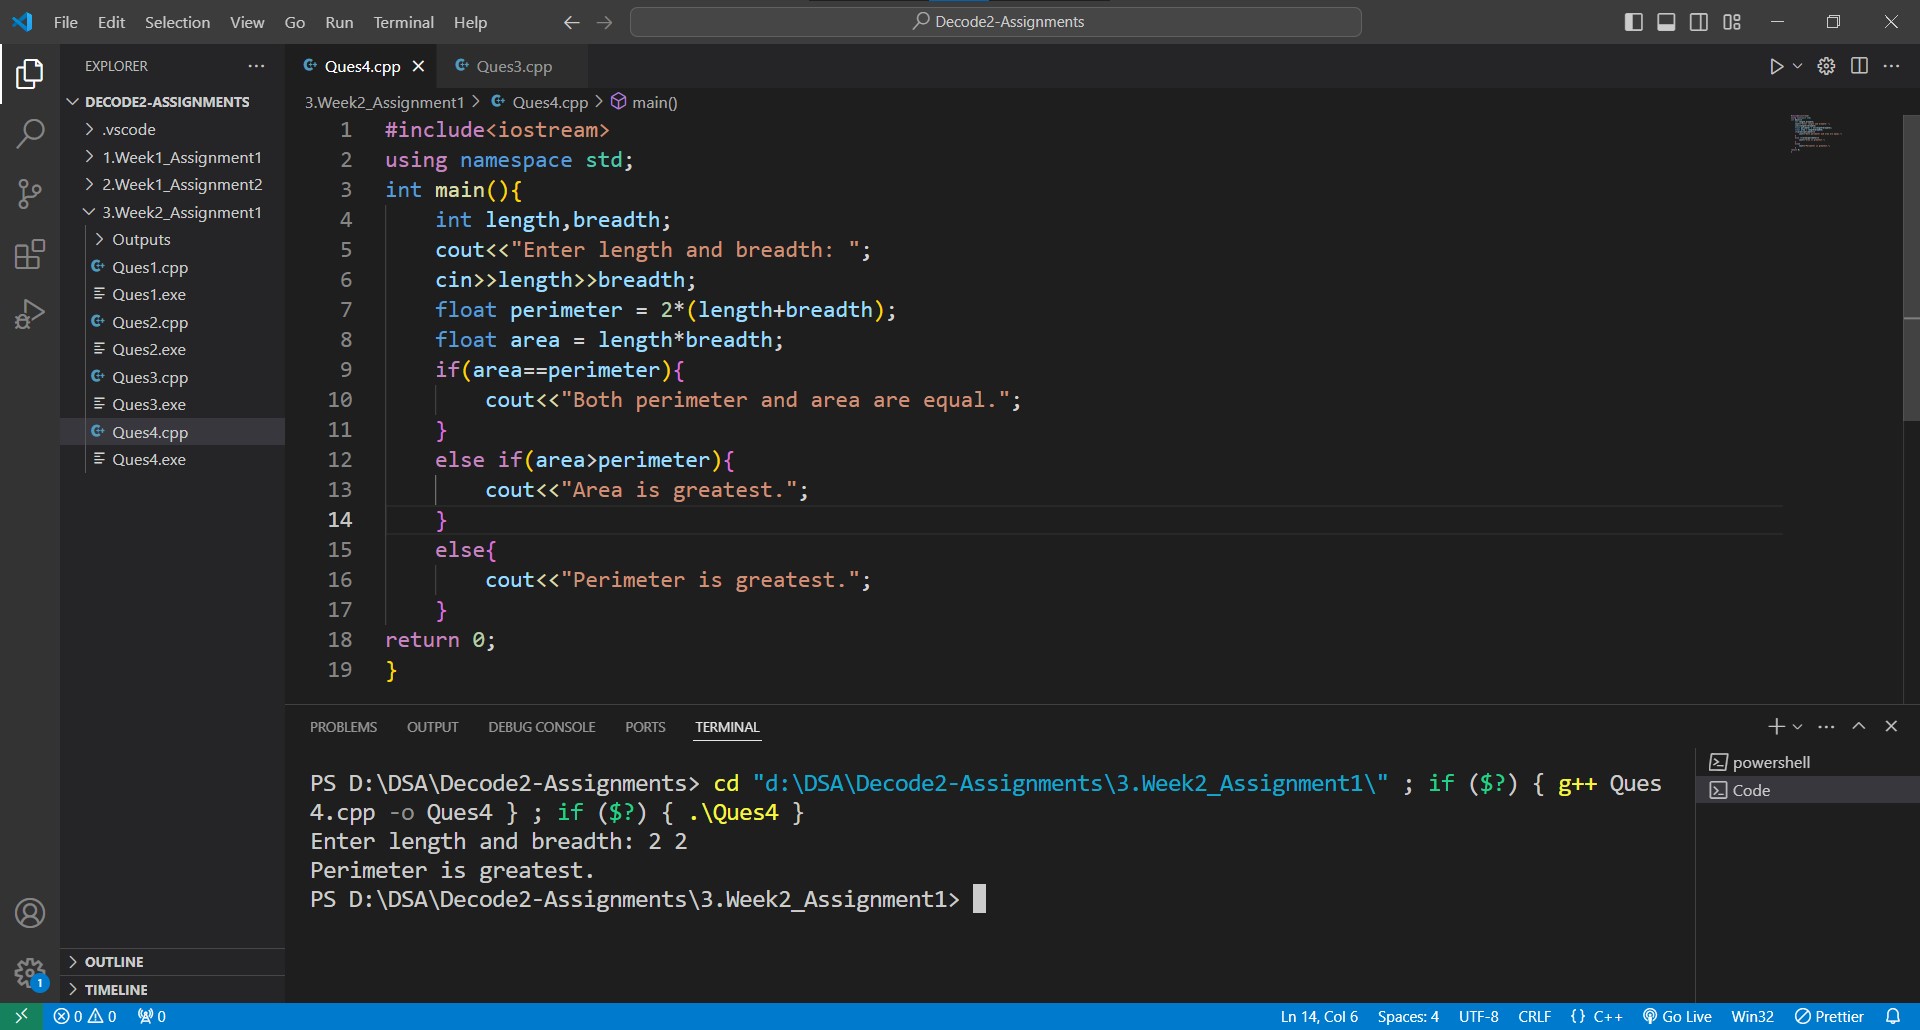 File Edit Selection View Go Run Terminal Help
Decode2-Assignments
EXPLORER
DECODE2-ASSIGNMENTS
.vscode
1.Week1_Assignment1
2.Week1_Assignment2
3.Week2_Assignment1
Outputs
Ques1.cpp
Ques1.exe
Ques2.cpp
Ques2.exe
Ques3.cpp
Ques3.exe
Ques4.cpp
Ques4.exe
OUTLINE
TIMELINE
Ques4.cpp Ques3.cpp
3.Week2_Assignment1 > Ques4.cpp > main()
1 #include<iostream>
2 using namespace std;
3 int main(){
4 int length,breadth;
5 cout<<"Enter length and breadth: ";
6 cin>>length>>breadth;
7 float perimeter = 2*(length+breadth);
8 float area = length*breadth;
9 if(area==perimeter){
10 cout<<"Both perimeter and area are equal.";
11 }
12 else if(area>perimeter){
13 cout<<"Area is greatest.";
14 }
15 else{
16 cout<<"Perimeter is greatest.";
17 }
18 return 0;
19 }
PROBLEMS OUTPUT DEBUG CONSOLE PORTS TERMINAL
PS D:\DSA\Decode2-Assignments> cd "d:\DSA\Decode2-Assignments\3.Week2_Assignment1\" ; if ($?) { g++ Ques
4.cpp -o Ques4 } ; if ($?) { .\Ques4 }
Enter length and breadth: 2 2
Perimeter is greatest.
PS D:\DSA\Decode2-Assignments\3.Week2_Assignment1>
powershell
Code
1
0 0 0
Ln 14, Col 6 Spaces: 4 UTF-8 CRLF {} C++ Go Live Win32 Prettier